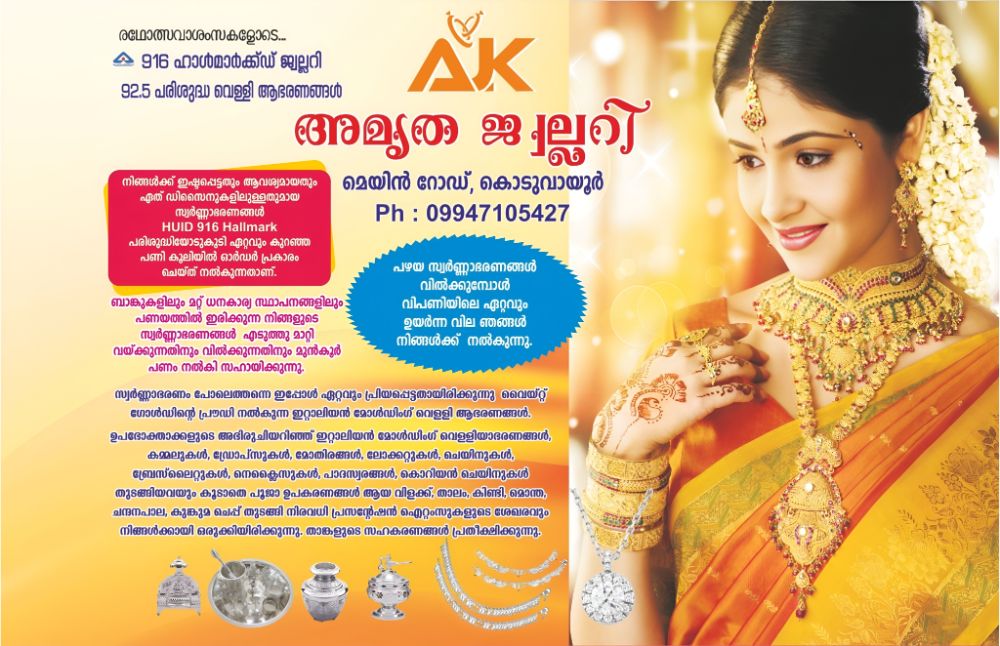 രഥോത്സവാശംസകളോടെ...
916 ഹാൾമാർക്ക്ഡ് ജ്വല്ലറി
92.5 പരിശുദ്ധ വെള്ളി ആഭരണങ്ങൾ
AK
അമൃത ജ്വല്ലറി
മെയിൻ റോഡ്, കൊടുവായൂർ
Ph : 09947105427
നിങ്ങൾക്ക് ഇഷ്ടപ്പെട്ടതും ആവശ്യമായതും
ഏത് ഡിസൈനുകളിലുള്ളതുമായ
സ്വർണ്ണാഭരണങ്ങൾ
HUID 916 Hallmark
പരിശുദ്ധിയോടുകൂടി ഏറ്റവും കുറഞ്ഞ
പണി കൂലിയിൽ ഓർഡർ പ്രകാരം
ചെയ്ത് നൽകുന്നതാണ്.
പഴയ സ്വർണ്ണാഭരണങ്ങൾ
വിൽക്കുമ്പോൾ
വിപണിയിലെ ഏറ്റവും
ഉയർന്ന വില ഞങ്ങൾ
നിങ്ങൾക്ക് നൽകുന്നു.
ബാങ്കുകളിലും മറ്റ് ധനകാര്യ സ്ഥാപനങ്ങളിലും
പണയത്തിൽ ഇരിക്കുന്ന നിങ്ങളുടെ
സ്വർണ്ണാഭരണങ്ങൾ എടുത്തു മാറ്റി
വയ്ക്കുന്നതിനും വിൽക്കുന്നതിനും മുൻകൂർ
പണം നൽകി സഹായിക്കുന്നു.
സ്വർണ്ണാഭരണം പോലെത്തന്നെ ഇപ്പോൾ ഏറ്റവും പ്രിയപ്പെട്ടതായിരിക്കുന്നു വൈയ്റ്റ്
ഗോൾഡിന്റെ പ്രൗഡി നൽകുന്ന ഇറ്റാലിയൻ മോൾഡിംഗ് വെള്ളി ആഭരണങ്ങൾ.
ഉപഭോക്താക്കളുടെ അഭിരുചിയറിഞ്ഞ് ഇറ്റാലിയൻ മോൾഡിംഗ് വെള്ളിയാഭരണങ്ങൾ,
കമ്മലുകൾ, ഡ്രോപ്സുകൾ, മോതിരങ്ങൾ, ലോക്കറ്റുകൾ, ചെയിനുകൾ,
ബ്രേസ്‌ലൈറ്റുകൾ, നെക്ലൈസുകൾ, പാദസ്വരങ്ങൾ, കൊറിയൻ ചെയിനുകൾ
തുടങ്ങിയവയും കൂടാതെ പൂജാ ഉപകരണങ്ങൾ ആയ വിളക്ക്, താലം, കിണ്ടി, മൊന്ത,
ചന്ദനപാല, കുങ്കുമ ചെപ്പ് തുടങ്ങി നിരവധി പ്രസന്റേഷൻ ഐറ്റംസുകളുടെ ശേഖരവും
നിങ്ങൾക്കായി ഒരുക്കിയിരിക്കുന്നു. താങ്കളുടെ സഹകരണങ്ങൾ പ്രതീക്ഷിക്കുന്നു.